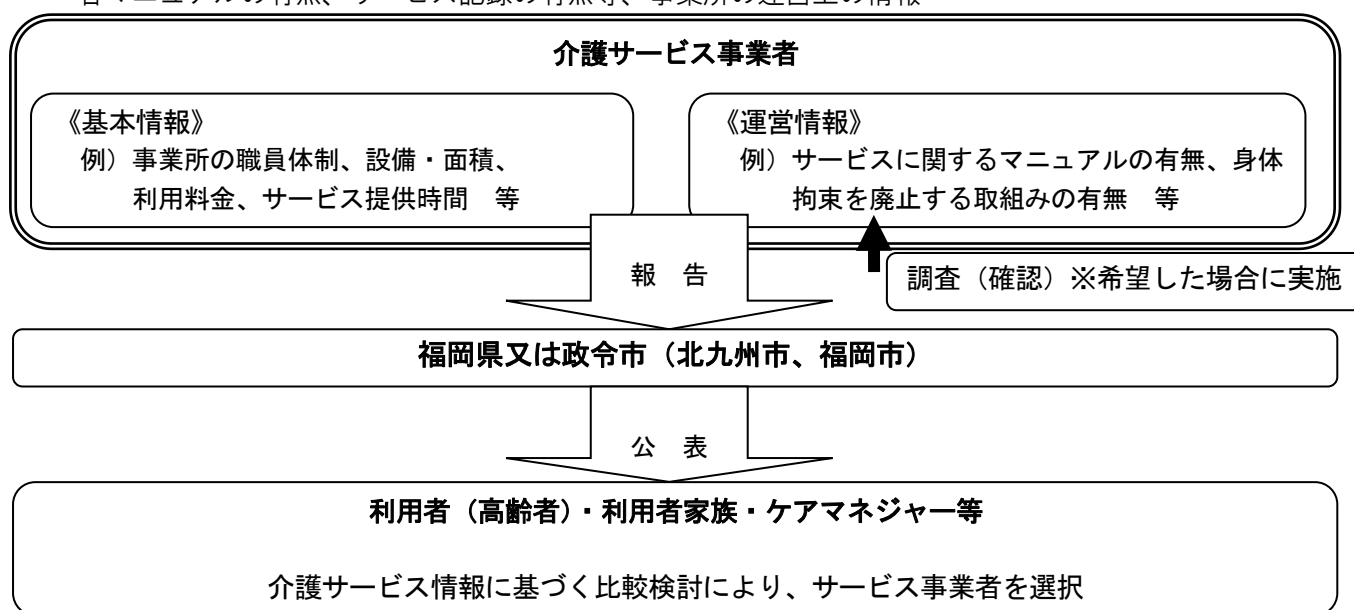 介護サービス事業者
《基本情報》
例）事業所の職員体制、設備・面積、
利用料金、サービス提供時間　等
《運営情報》
例）サービスに関するマニュアルの有無、身体
拘束を廃止する取組みの有無　等
報　告
調査（確認）※希望した場合に実施
福岡県又は政令市（北九州市、福岡市）
公　表
利用者（高齢者）・利用者家族・ケアマネジャー等
介護サービス情報に基づく比較検討により、サービス事業者を選択